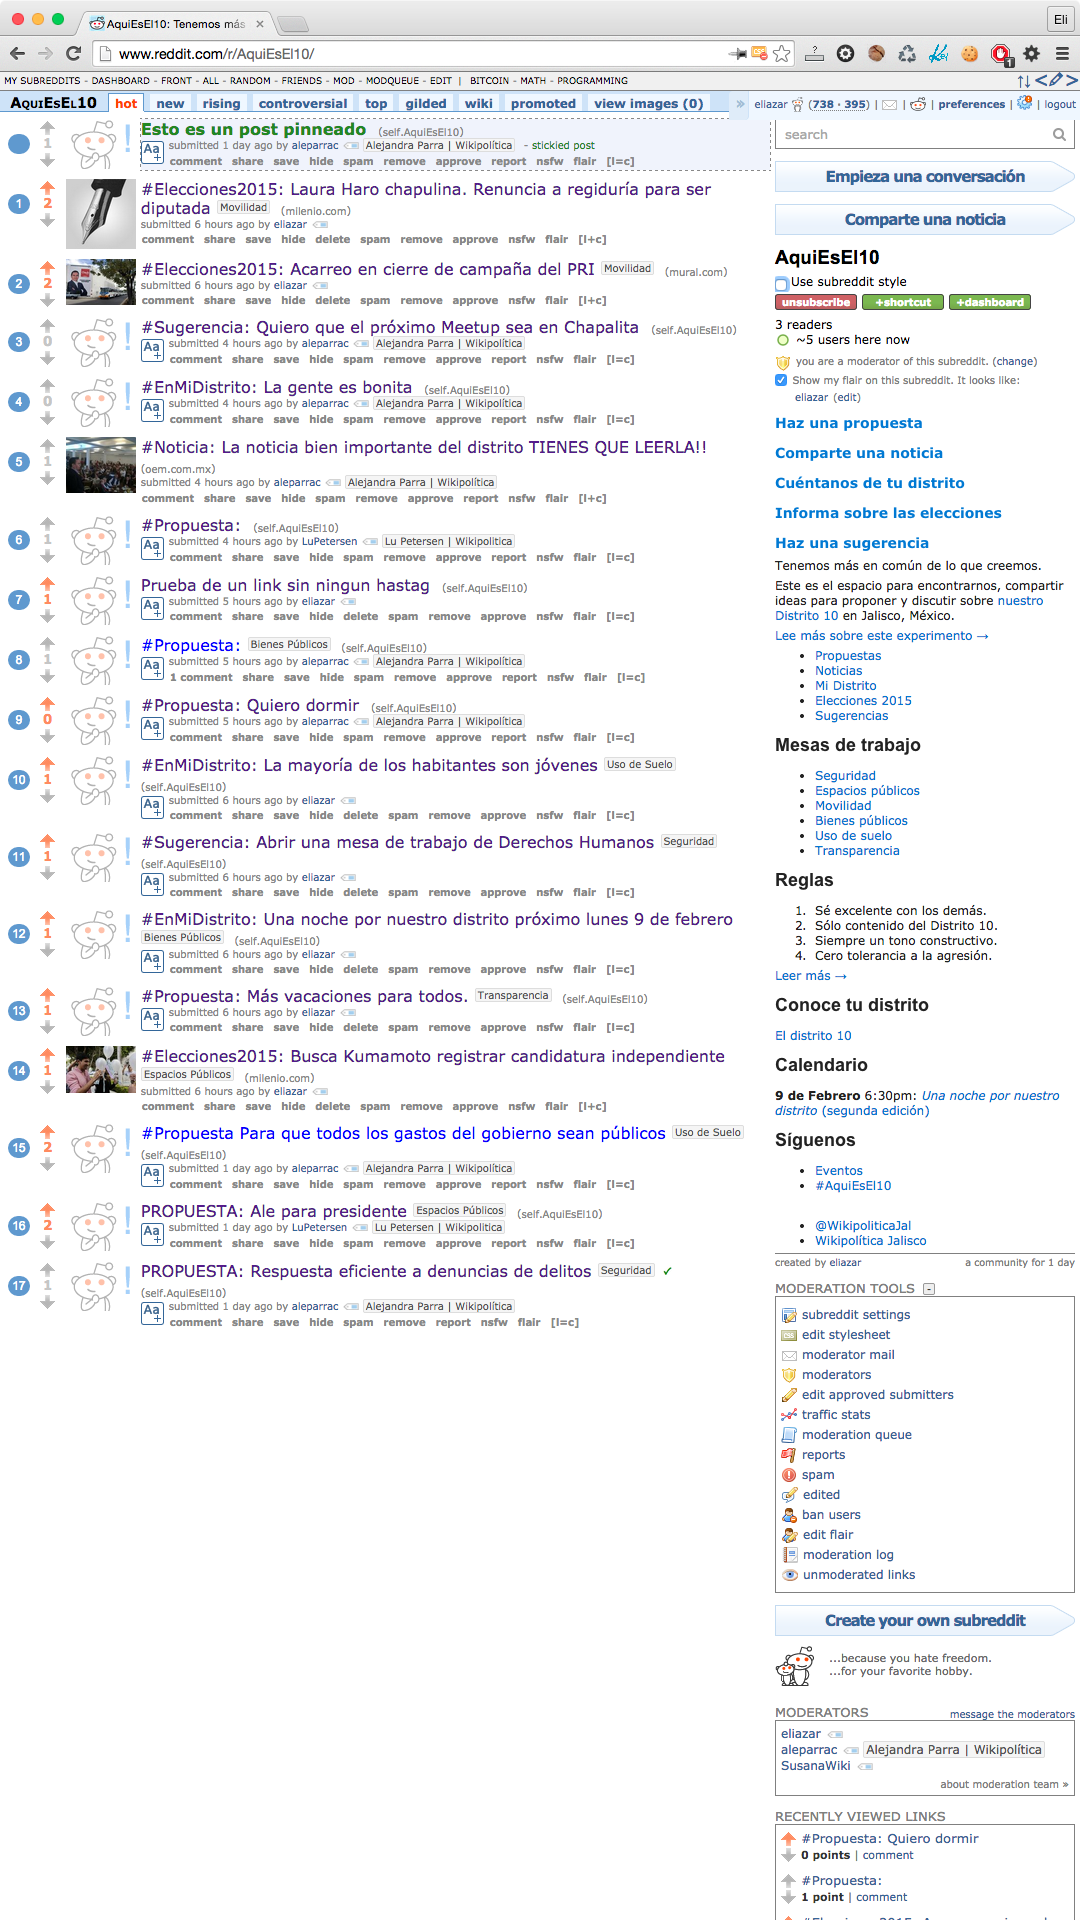 AquiEsEl10: Tenemos más
Eli
www.reddit.com/r/AquiEsEl10/
MY SUBREDDITS - DASHBOARD - FRONT - ALL - RANDOM - FRIENDS - MOD - MODQUEUE - EDIT | BITCOIN - MATH - PROGRAMMING
AQUIESEL10 hot new rising controversial top gilded wiki promoted view images (0) » eliazar (738 · 395) | preferences | logout
1 Esto es un post pinneado (self.AquiEsEl10)
Aa+ submitted 1 day ago by aleparrac Alejandra Parra | Wikipolítica - stickied post
comment share save hide spam remove approve report nsfw flair [l=c]
1 2 #Elecciones2015: Laura Haro chapulina. Renuncia a regiduría para ser
diputada Movilidad (milenio.com)
submitted 6 hours ago by eliazar
comment share save hide delete spam remove approve nsfw flair [l+c]
2 2 #Elecciones2015: Acarreo en cierre de campaña del PRI Movilidad (mural.com)
submitted 6 hours ago by eliazar
comment share save hide delete spam remove approve nsfw flair [l+c]
3 0 #Sugerencia: Quiero que el próximo Meetup sea en Chapalita (self.AquiEsEl10)
Aa+ submitted 4 hours ago by aleparrac Alejandra Parra | Wikipolítica
comment share save hide spam remove approve report nsfw flair [l=c]
4 0 #EnMiDistrito: La gente es bonita (self.AquiEsEl10)
Aa+ submitted 4 hours ago by aleparrac Alejandra Parra | Wikipolítica
comment share save hide spam remove approve report nsfw flair [l=c]
5 1 #Noticia: La noticia bien importante del distrito TIENES QUE LEERLA!!
(oem.com.mx)
submitted 4 hours ago by aleparrac Alejandra Parra | Wikipolítica
comment share save hide spam remove approve report nsfw flair [l+c]
6 1 #Propuesta: (self.AquiEsEl10)
Aa+ submitted 4 hours ago by LuPetersen Lu Petersen | Wikipolitica
comment share save hide spam remove approve report nsfw flair [l=c]
7 1 Prueba de un link sin ningun hastag (self.AquiEsEl10)
Aa+ submitted 5 hours ago by eliazar
comment share save hide delete spam remove approve nsfw flair [l=c]
8 1 #Propuesta: Bienes Públicos (self.AquiEsEl10)
Aa+ submitted 5 hours ago by aleparrac Alejandra Parra | Wikipolítica
1 comment share save hide spam remove approve report nsfw flair [l=c]
9 0 #Propuesta: Quiero dormir (self.AquiEsEl10)
Aa+ submitted 5 hours ago by aleparrac Alejandra Parra | Wikipolítica
comment share save hide spam remove approve report nsfw flair [l=c]
10 1 #EnMiDistrito: La mayoría de los habitantes son jóvenes Uso de Suelo
(self.AquiEsEl10)
Aa+ submitted 6 hours ago by eliazar
comment share save hide delete spam remove approve nsfw flair [l=c]
11 1 #Sugerencia: Abrir una mesa de trabajo de Derechos Humanos Seguridad
(self.AquiEsEl10)
Aa+ submitted 6 hours ago by eliazar
comment share save hide delete spam remove approve nsfw flair [l=c]
12 1 #EnMiDistrito: Una noche por nuestro distrito próximo lunes 9 de febrero
Bienes Públicos (self.AquiEsEl10)
Aa+ submitted 6 hours ago by eliazar
comment share save hide delete spam remove approve nsfw flair [l=c]
13 1 #Propuesta: Más vacaciones para todos. Transparencia (self.AquiEsEl10)
Aa+ submitted 6 hours ago by eliazar
comment share save hide delete spam remove approve nsfw flair [l=c]
14 1 #Elecciones2015: Busca Kumamoto registrar candidatura independiente
Espacios Públicos (milenio.com)
submitted 6 hours ago by eliazar
comment share save hide delete spam remove approve nsfw flair [l+c]
15 2 #Propuesta Para que todos los gastos del gobierno sean públicos Uso de Suelo
(self.AquiEsEl10)
Aa+ submitted 1 day ago by aleparrac Alejandra Parra | Wikipolítica
comment share save hide spam remove approve report nsfw flair [l=c]
16 2 PROPUESTA: Ale para presidente Espacios Públicos (self.AquiEsEl10)
Aa+ submitted 1 day ago by LuPetersen Lu Petersen | Wikipolitica
comment share save hide spam remove approve report nsfw flair [l=c]
17 1 PROPUESTA: Respuesta eficiente a denuncias de delitos Seguridad ✓
(self.AquiEsEl10)
Aa+ submitted 1 day ago by aleparrac Alejandra Parra | Wikipolítica
comment share save hide spam remove report nsfw flair [l=c]
search
Empieza una conversación
Comparte una noticia
AquiEsEl10
Use subreddit style
unsubscribe +shortcut +dashboard
3 readers
~5 users here now
you are a moderator of this subreddit. (change)
Show my flair on this subreddit. It looks like:
eliazar (edit)
Haz una propuesta
Comparte una noticia
Cuéntanos de tu distrito
Informa sobre las elecciones
Haz una sugerencia
Tenemos más en común de lo que creemos.
Este es el espacio para encontrarnos, compartir
ideas para proponer y discutir sobre nuestro
Distrito 10 en Jalisco, México.
Lee más sobre este experimento →
• Propuestas
• Noticias
• Mi Distrito
• Elecciones 2015
• Sugerencias
Mesas de trabajo
• Seguridad
• Espacios públicos
• Movilidad
• Bienes públicos
• Uso de suelo
• Transparencia
Reglas
1. Sé excelente con los demás.
2. Sólo contenido del Distrito 10.
3. Siempre un tono constructivo.
4. Cero tolerancia a la agresión.
Leer más →
Conoce tu distrito
El distrito 10
Calendario
9 de Febrero 6:30pm: Una noche por nuestro
distrito (segunda edición)
Síguenos
• Eventos
• #AquiEsEl10
• @WikipoliticaJal
• Wikipolítica Jalisco
created by eliazar a community for 1 day
MODERATION TOOLS -
subreddit settings
edit stylesheet
moderator mail
moderators
edit approved submitters
traffic stats
moderation queue
reports
spam
edited
ban users
edit flair
moderation log
unmoderated links
Create your own subreddit
...because you hate freedom.
...for your favorite hobby.
MODERATORS message the moderators
eliazar
aleparrac Alejandra Parra | Wikipolítica
SusanaWiki
about moderation team »
RECENTLY VIEWED LINKS
#Propuesta: Quiero dormir
0 points | comment
#Propuesta:
1 point | comment